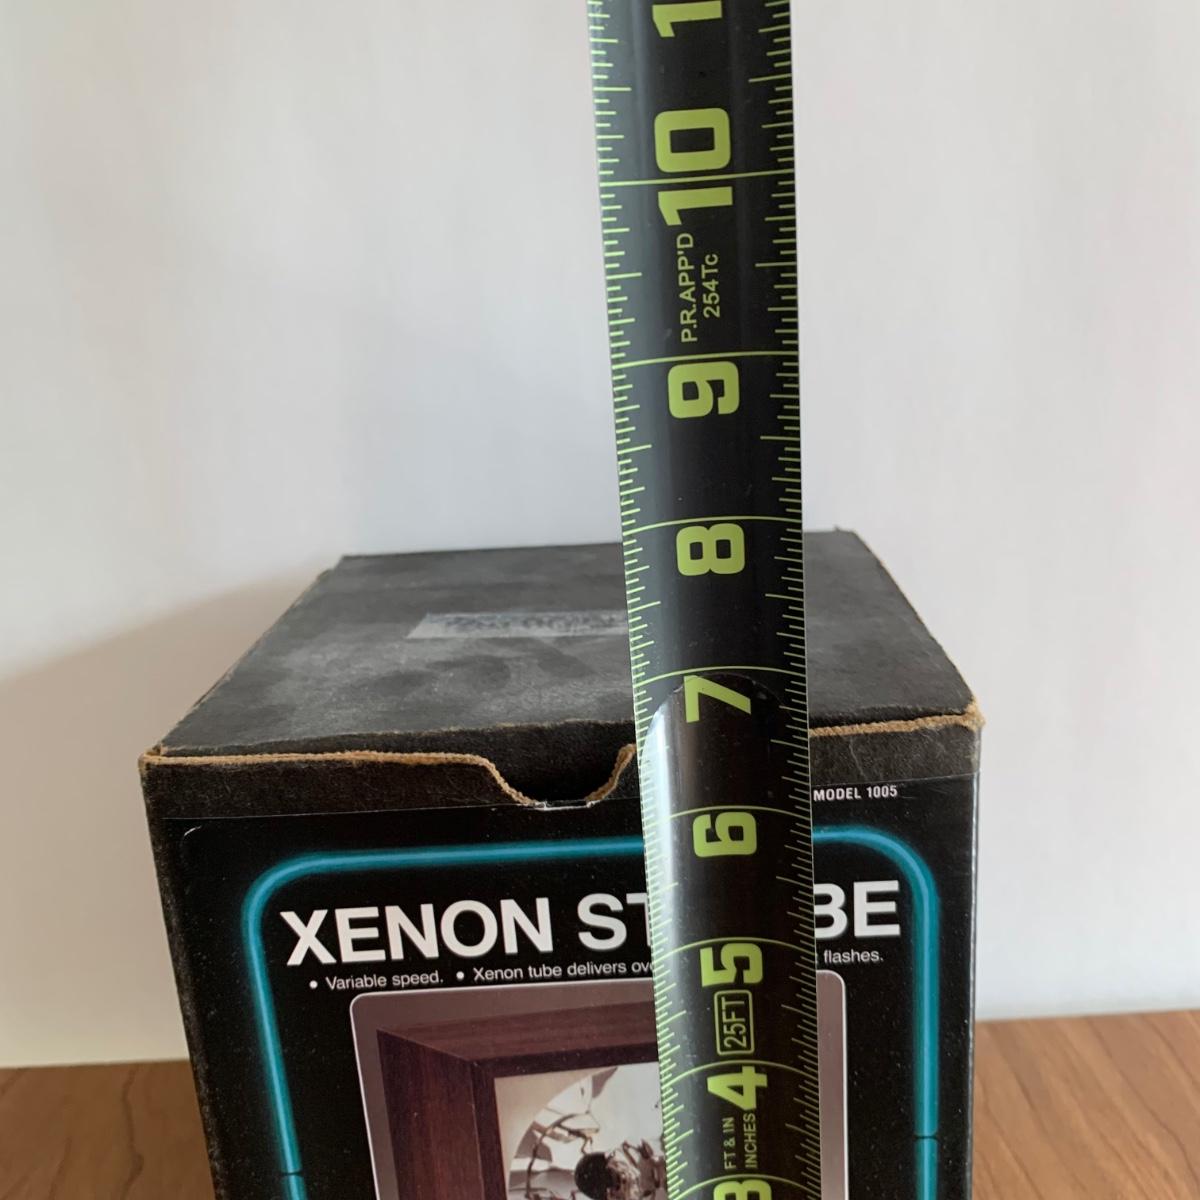 1
10
P.R.APP'D
254Tc
9
8
7
6
MODEL 1005
XENON ST BE
• Variable speed. • Xenon tube delivers ov flashes.
5
25FT
4
FT & IN
INCHES
3